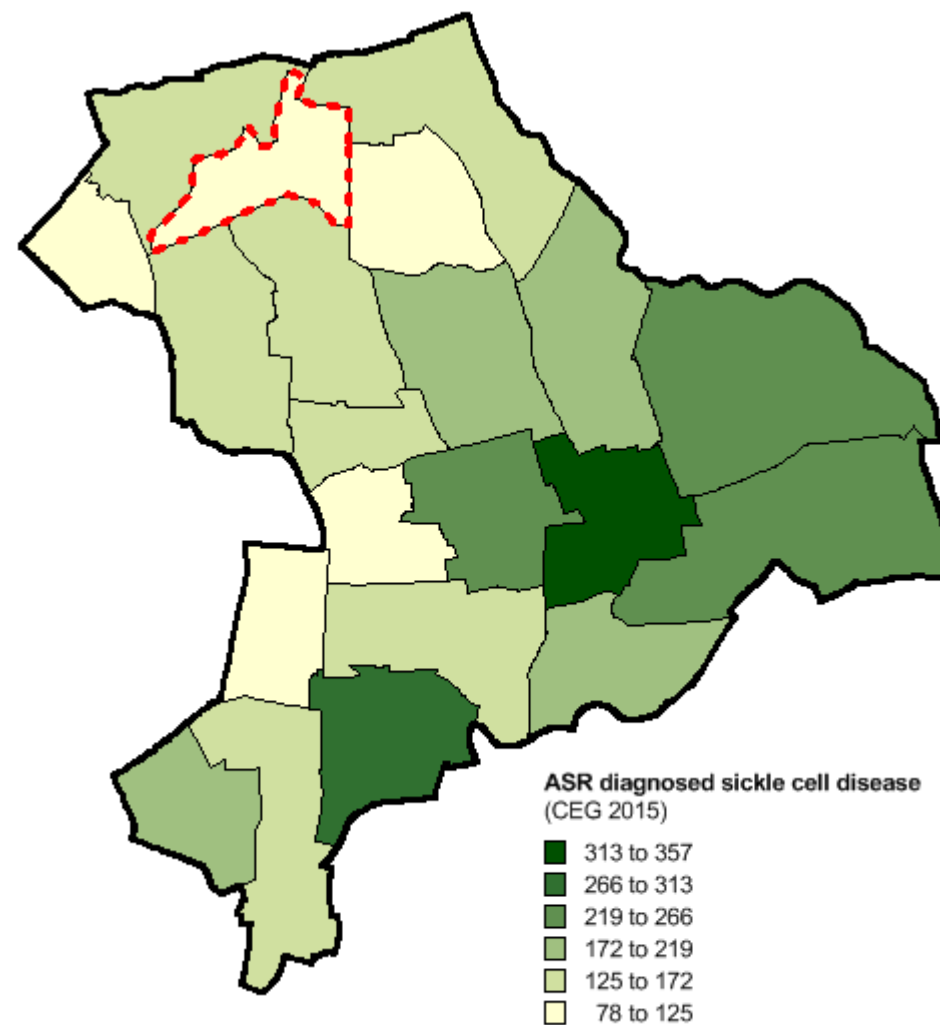 ASR diagnosed sickle cell disease
(CEG 2015)
313 to 357
266 to 313
219 to 266
172 to 219
125 to 172
78 to 125